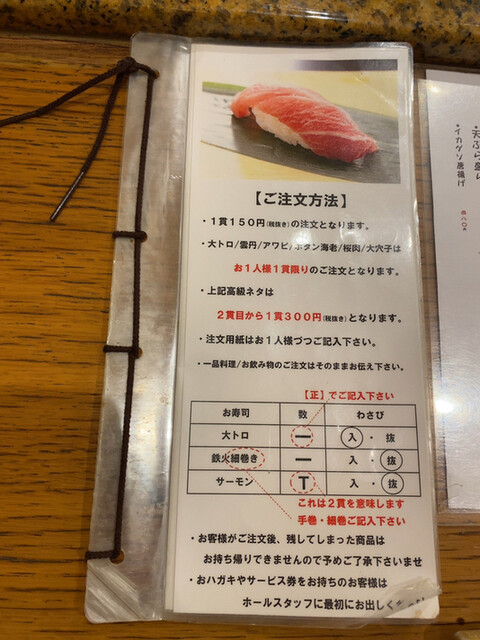 【ご注文方法】
・1貫150円(税抜き)の注文となります。
・大トロ/雲丹/アワビ/ボタン海老/桜肉/大穴子は
お1人様1貫限りのご注文となります。
・上記高級ネタは
2貫目から1貫300円(税抜き)となります。
・注文用紙はお1人様づつご記入下さい。
・一品料理/お飲み物のご注文はそのままお伝え下さい。
【正】でご記入下さい
お寿司 数 わさび
大トロ 一 入・抜
鉄火細巻き 一 入・抜
サーモン T 入・抜
これは2貫を意味します
手巻・細巻ご記入下さい
・お客様がご注文後、残してしまった商品は
お持ち帰りできませんので予めご了承下さいませ
・おハガキやサービス券をお持ちのお客様は
ホールスタッフに最初にお出しく
・天ぷら盛り
・イカゲソ唐揚げ